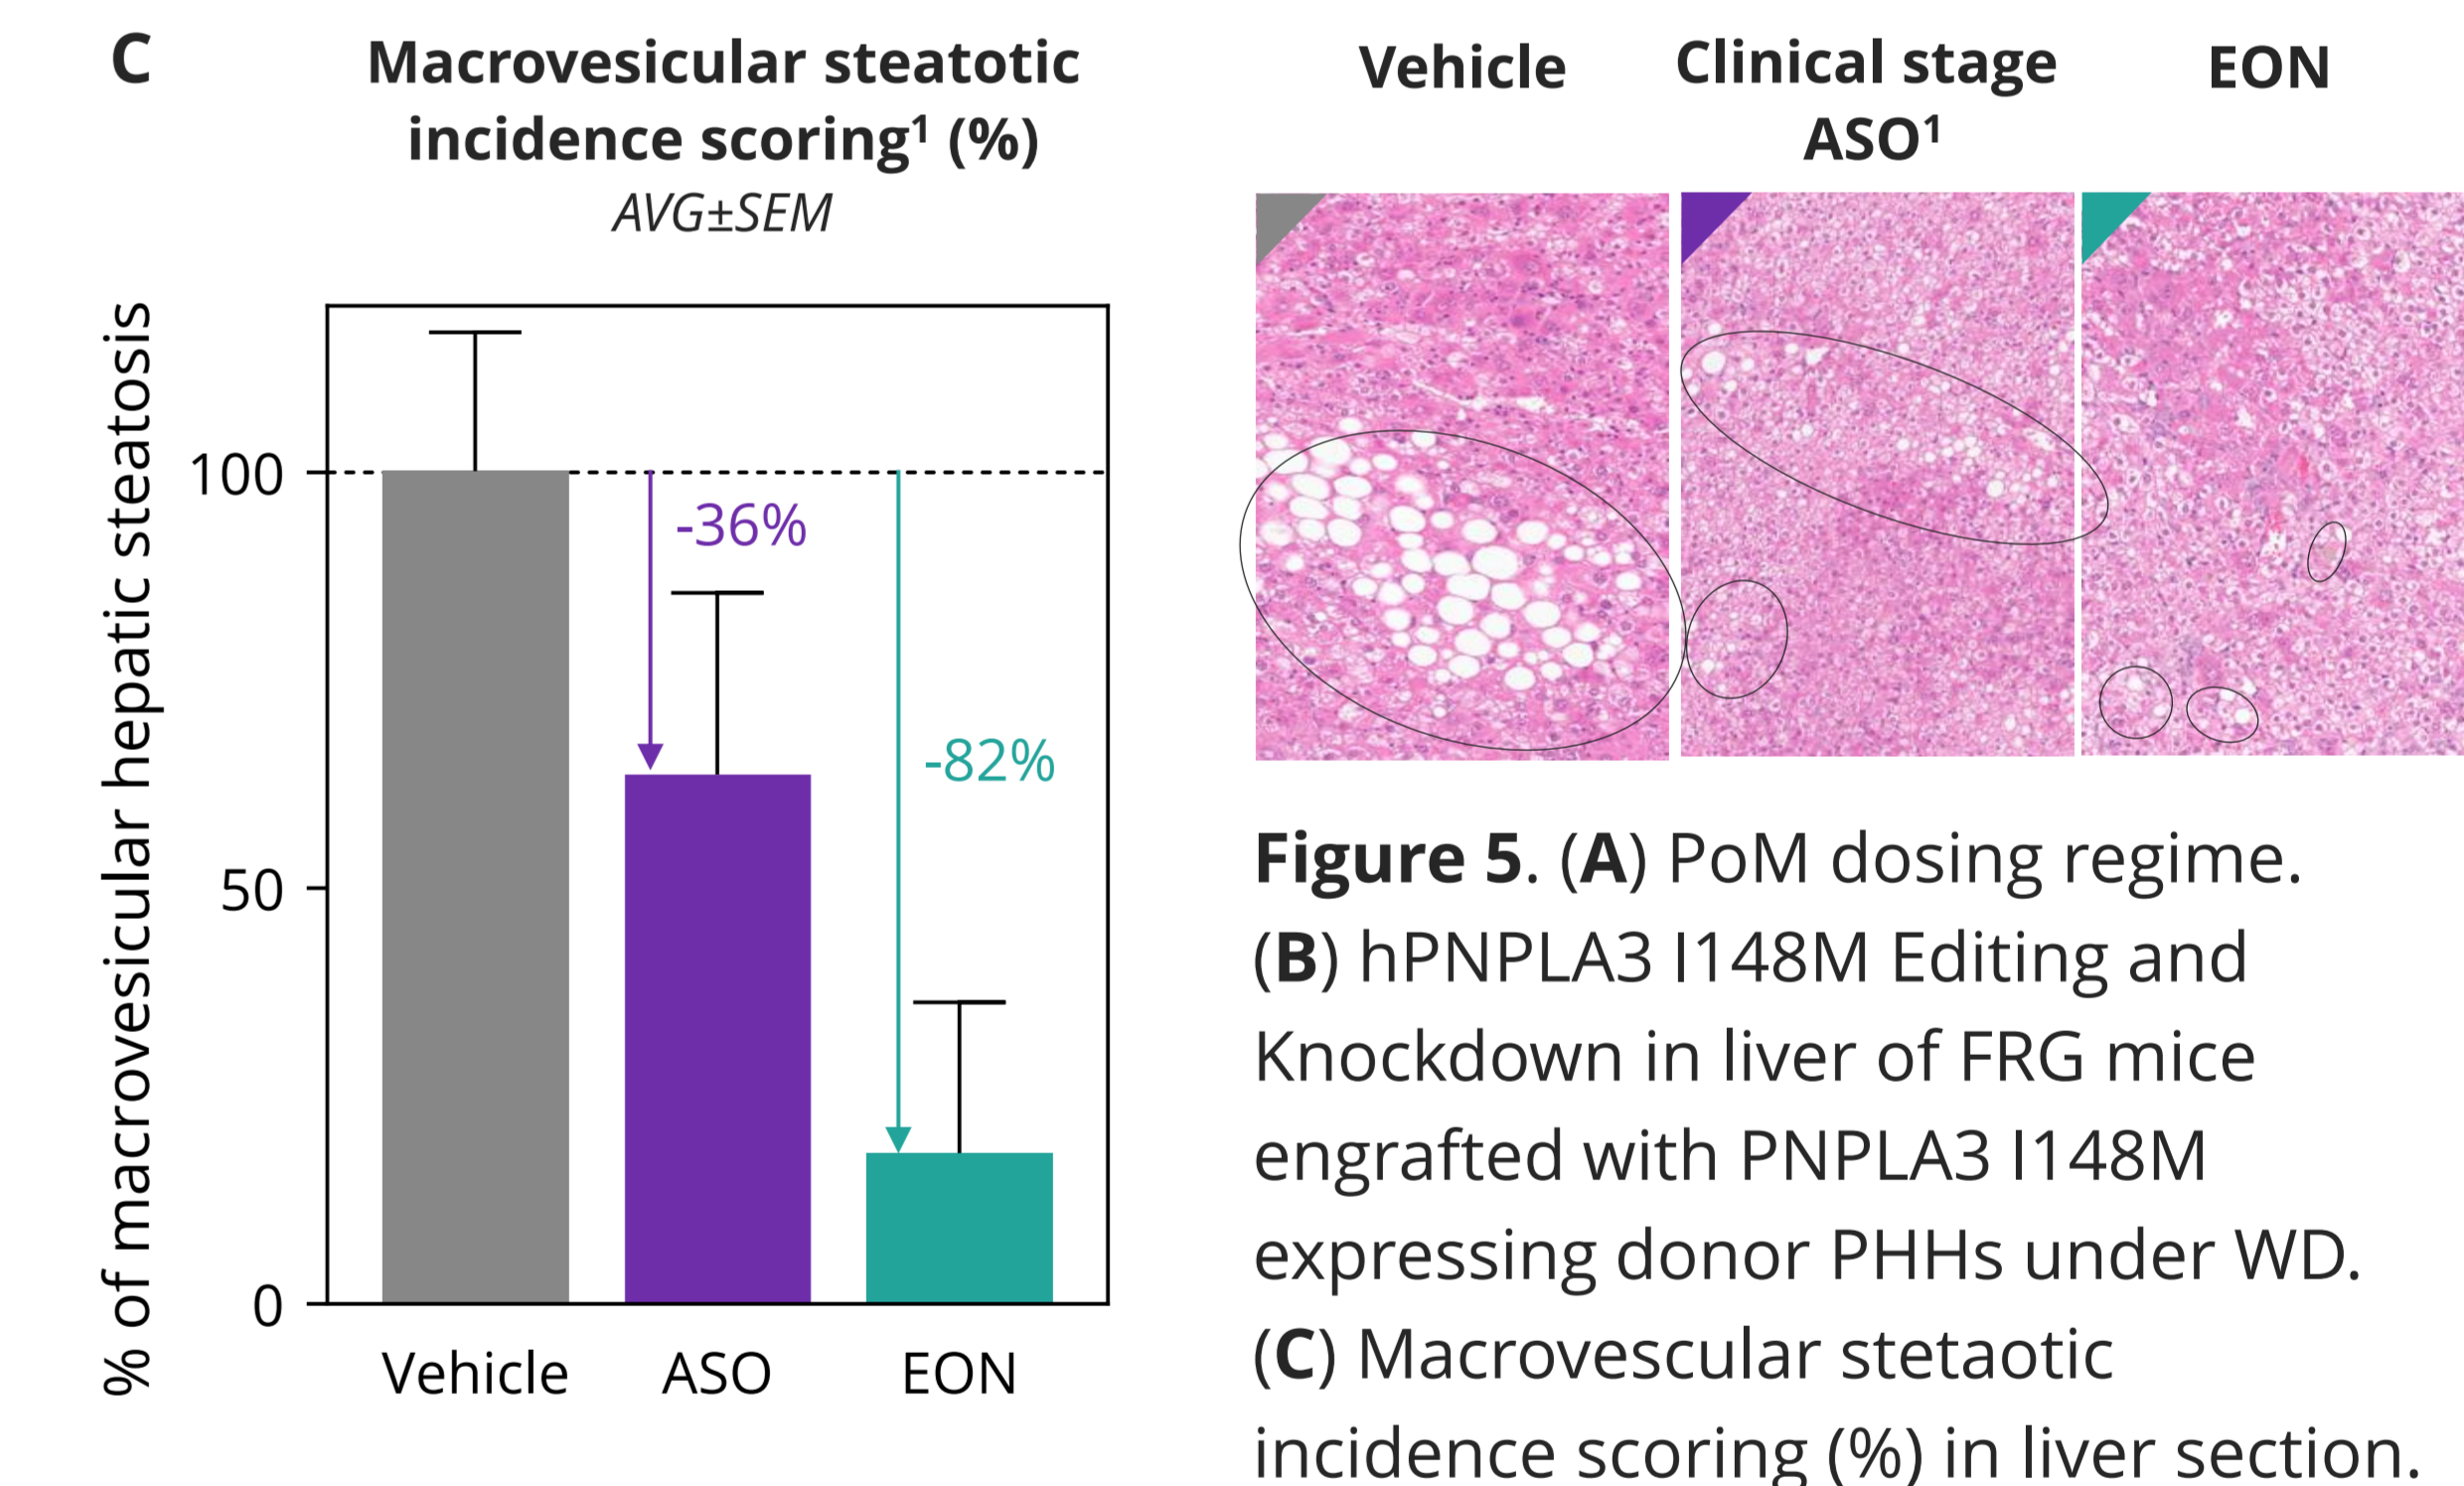 C
Macrovesicular steatotic
incidence scoring¹ (%)
AVG±SEM
% of macrovesicular hepatic steatosis
100
50
0
-36%
-82%
Vehicle
ASO
EON
Vehicle
Clinical stage
ASO¹
EON
Figure 5. (A) PoM dosing regime.
(B) hPNPLA3 I148M Editing and
Knockdown in liver of FRG mice
engrafted with PNPLA3 I148M
expressing donor PHHs under WD.
(C) Macrovescular stetaotic
incidence scoring (%) in liver section.